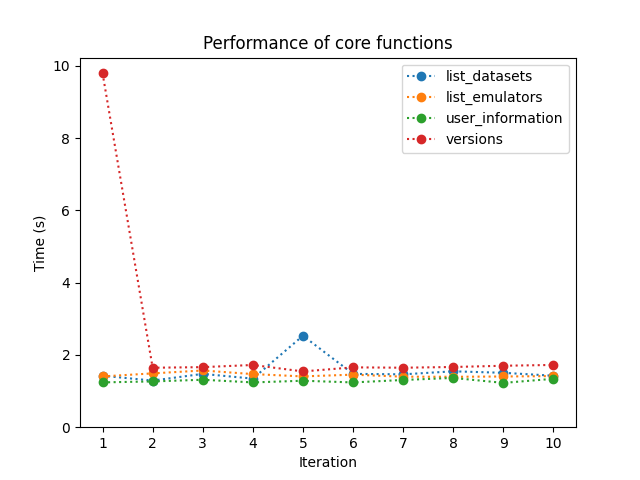 Performance of core functions
10
8
6
4
2
0
Time (s)
list_datasets
list_emulators
user_information
versions
1 2 3 4 5 6 7 8 9 10
Iteration